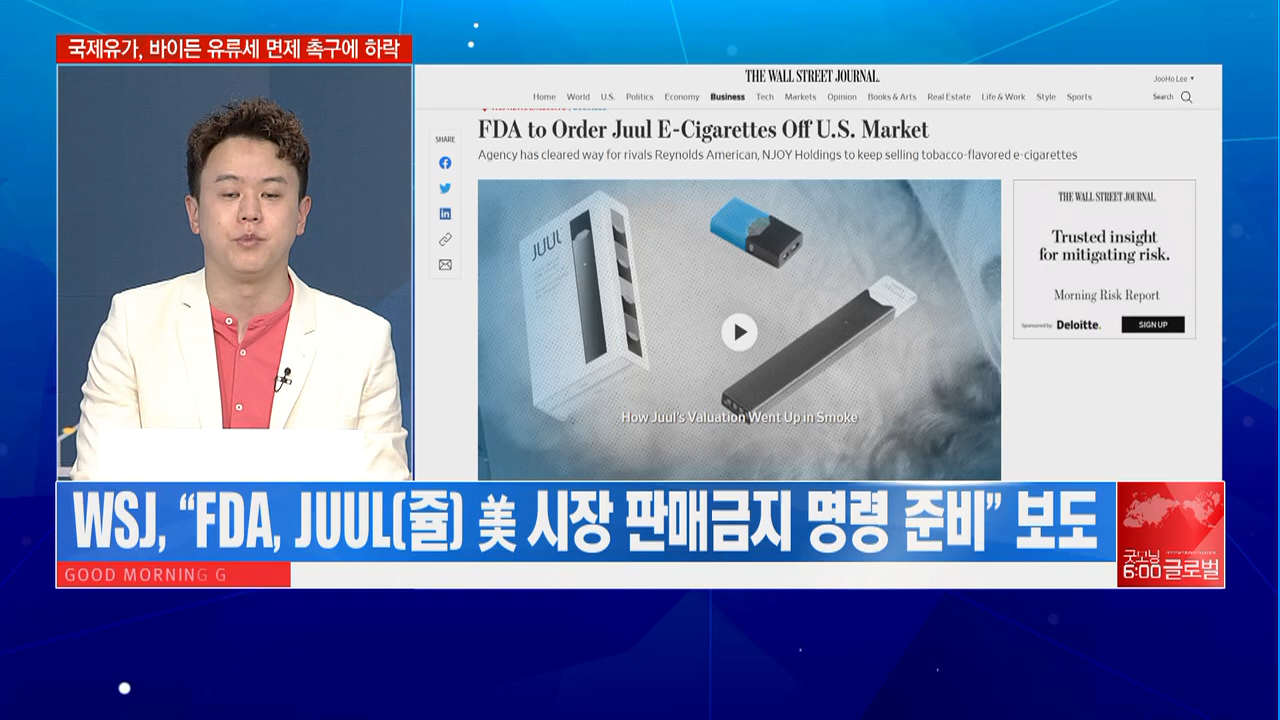 국제유가, 바이든 유류세 면제 촉구에 하락
THE WALL STREET JOURNAL.
JooHo Lee
Home World U.S. Politics Economy Business Tech Markets Opinion Books & Arts Real Estate Life & Work Style Sports
Search
FDA to Order Juul E-Cigarettes Off U.S. Market
Agency has cleared way for rivals Reynolds American, NJOY Holdings to keep selling tobacco-flavored e-cigarettes
SHARE
JUUL
How Juul's Valuation Went Up in Smoke
THE WALL STREET JOURNAL.
Trusted insight
for mitigating risk.
Morning Risk Report
Sponsored by: Deloitte.
SIGN UP
WSJ, “FDA, JUUL(쥴) 美 시장 판매금지 명령 준비” 보도
GOOD MORNING G
굿모닝
6:00 글로벌